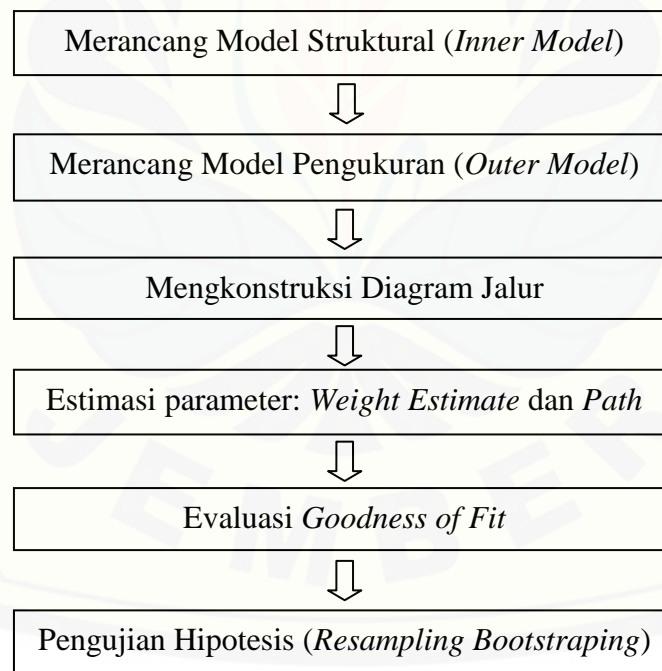 Merancang Model Struktural (Inner Model)
Merancang Model Pengukuran (Outer Model)
Mengkonstruksi Diagram Jalur
Estimasi parameter: Weight Estimate dan Path
Evaluasi Goodness of Fit
JEMBER
Pengujian Hipotesis (Resampling Bootstraping)